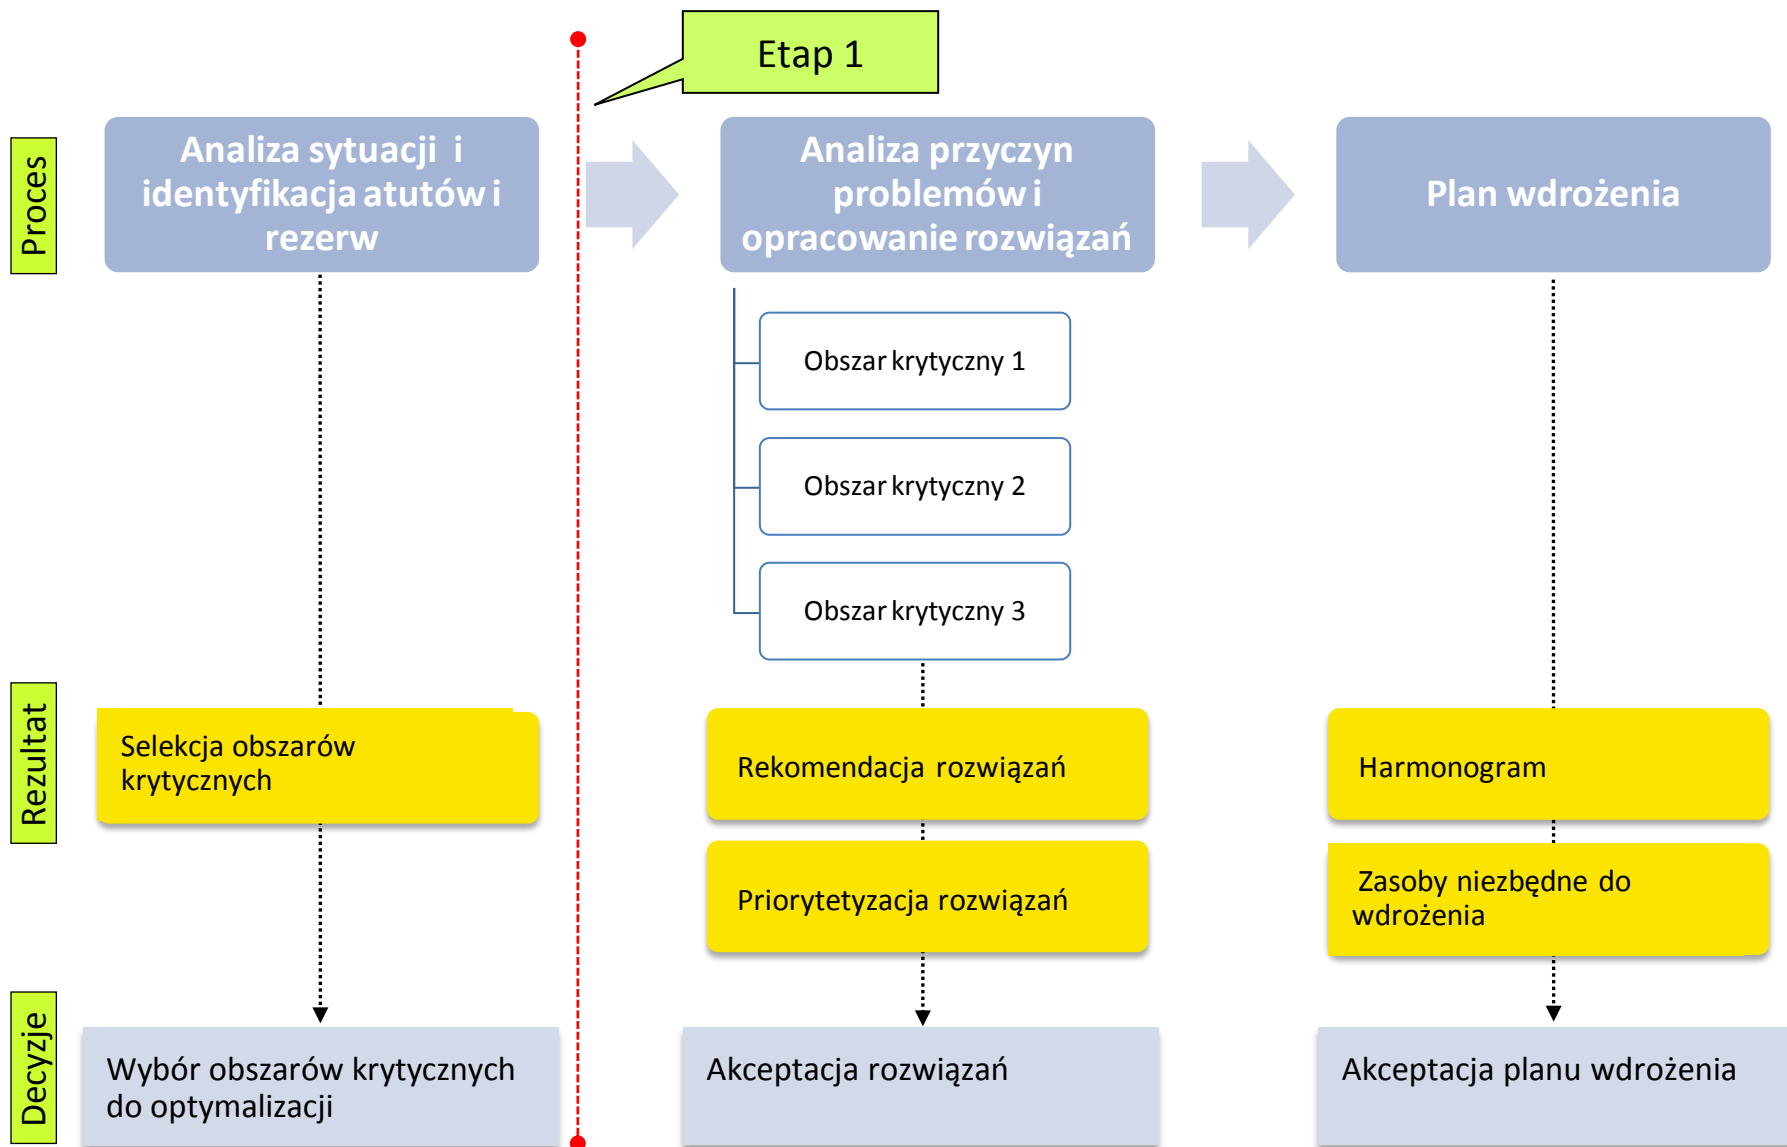 Etap 1
Proces
Analiza sytuacji i
identyfikacja atutów i
rezerw
Analiza przyczyn
problemów i
opracowanie rozwiązań
Plan wdrożenia
Obszar krytyczny 1
Obszar krytyczny 2
Obszar krytyczny 3
Rezultat
Selekcja obszarów
krytycznych
Rekomendacja rozwiązań
Harmonogram
Priorytetyzacja rozwiązań
Zasoby niezbędne do
wdrożenia
Decyzje
Wybór obszarów krytycznych
do optymalizacji
Akceptacja rozwiązań
Akceptacja planu wdrożenia